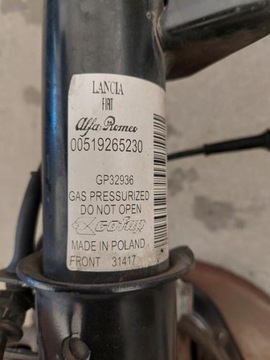 LANCIA
FIAT
Alfa Romeo
00519265230
GP32936
GAS PRESSURIZED
DO NOT OPEN
MADE IN POLAND
FRONT 31417